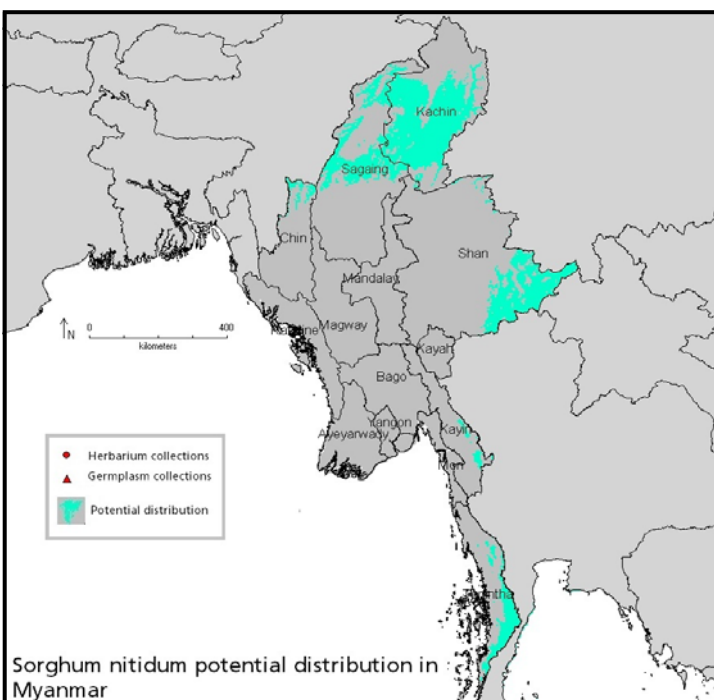 Kachin
Sagaing
Chin
Shan
Mandalay
Magway
Kayah
Bago
Yangon
Ayeyarwady
Kayin
Mon
N
0 400
kilometers
Herbarium collections
Germplasm collections
Potential distribution
Sorghum nitidum potential distribution in
Myanmar